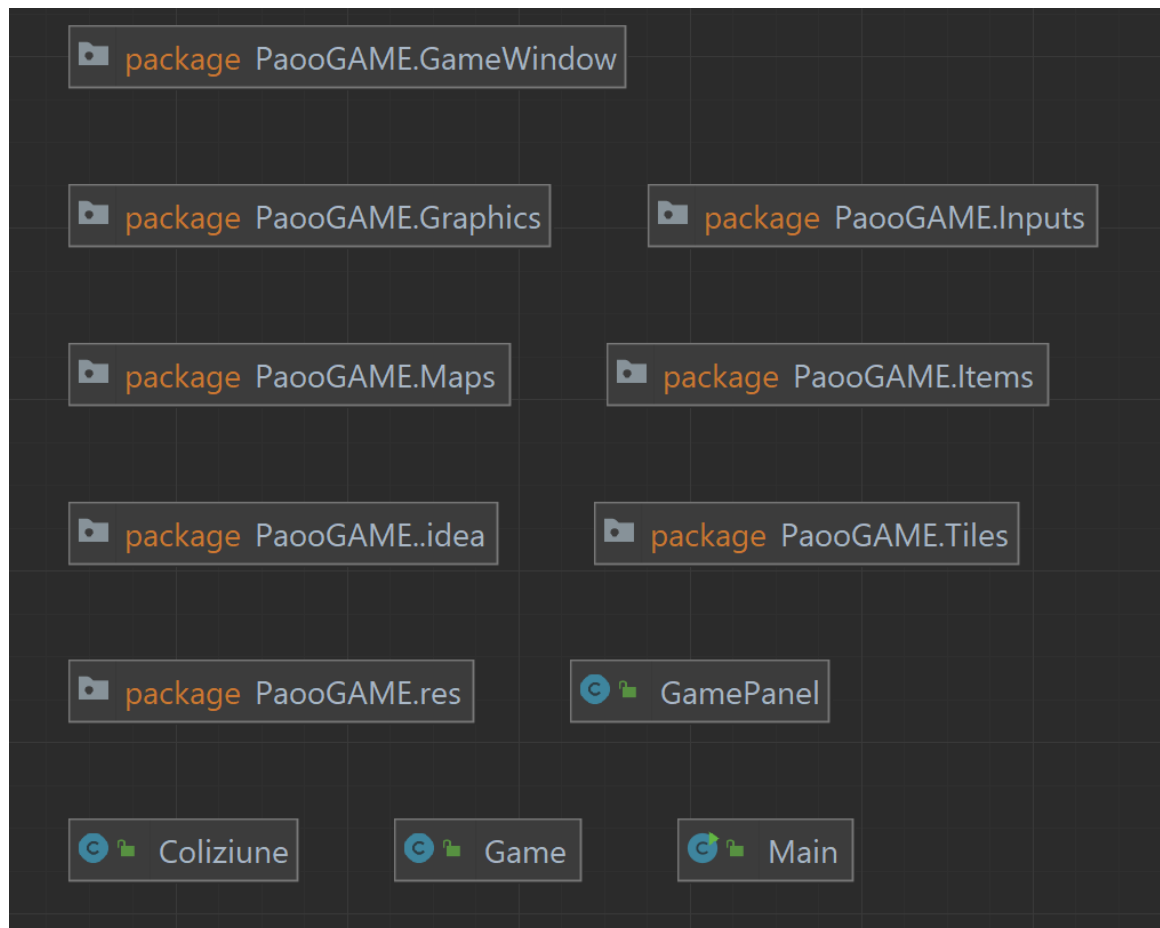 package PaooGAME.GameWindow
package PaooGAME.Graphics
package PaooGAME.Inputs
package PaooGAME.Maps
package PaooGAME.Items
package PaooGAME..idea
package PaooGAME.Tiles
package PaooGAME.res
GamePanel
Coliziune
Game
Main